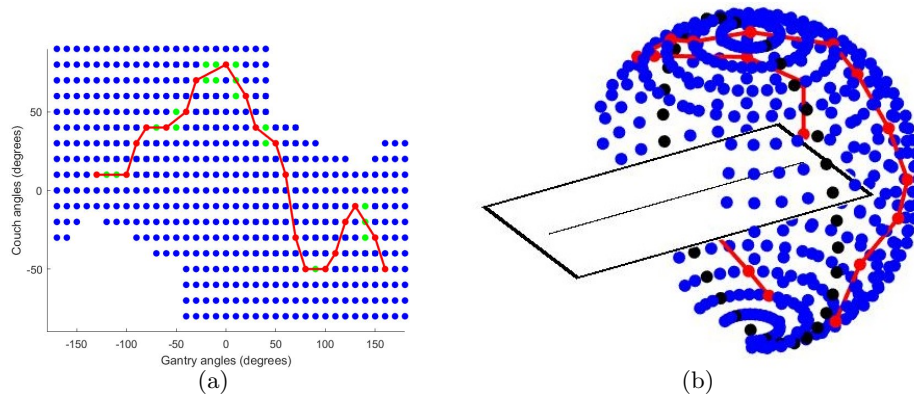 50
0
-50
Couch angles (degrees)
-150 -100 -50 0 50 100 150
Gantry angles (degrees)
(a) (b)